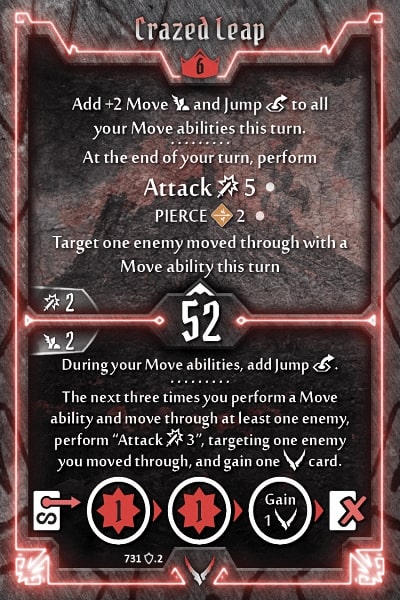 Crazed Leap
6
Add +2 Move and Jump to all
your Move abilities this turn.
At the end of your turn, perform
Attack 5
PIERCE 2
Target one enemy moved through with a
Move ability this turn
2
52
2
During your Move abilities, add Jump .
The next three times you perform a Move
ability and move through at least one enemy,
perform “Attack 3”, targeting one enemy
you moved through, and gain one card.
S 1 1 Gain
1 X
731 .2